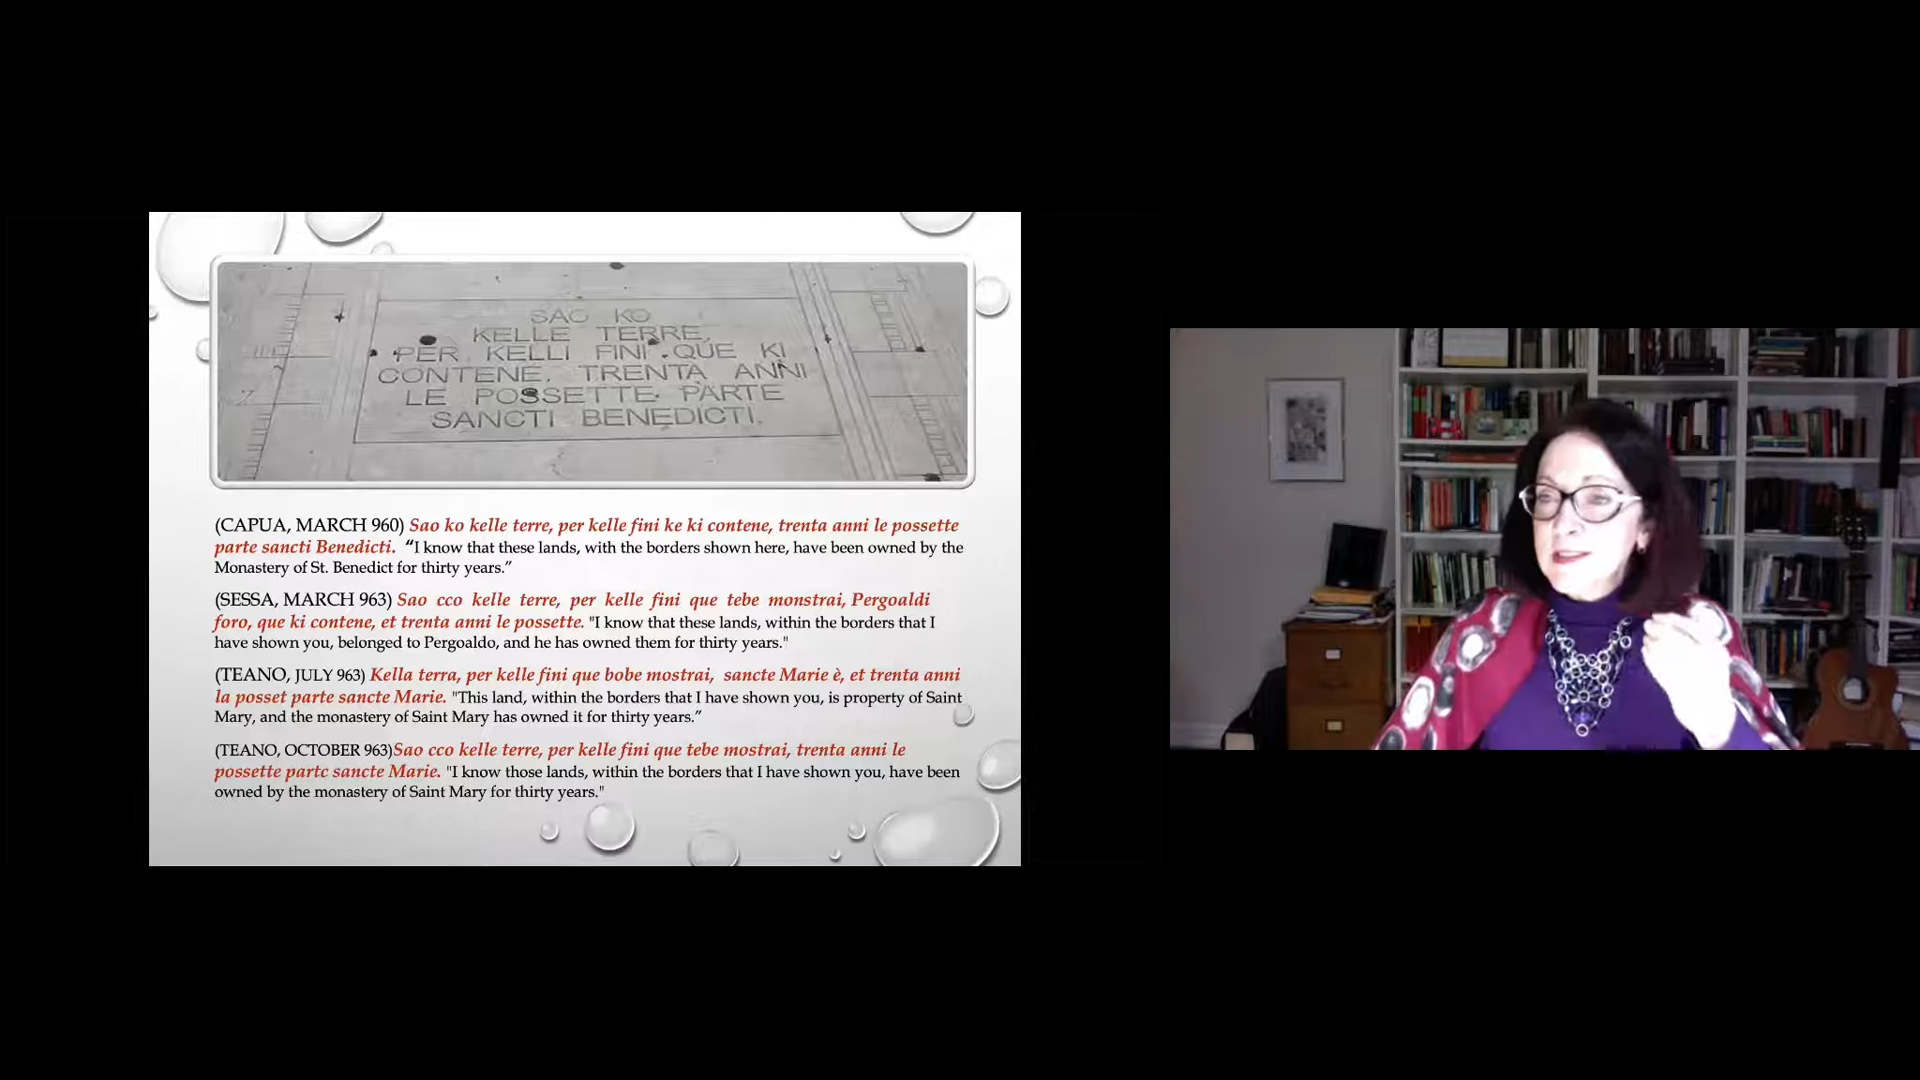 SAO KO
KELLE TERRE,
PER KELLI FINI QUE KI
CONTENE, TRENTA ANNI
LE POSSETTE PARTE
SANCTI BENEDICTI.
(CAPUA, MARCH 960) Sao ko kelle terre, per kelle fini ke ki contene, trenta anni le possette
parte sancti Benedicti. “I know that these lands, with the borders shown here, have been owned by the
Monastery of St. Benedict for thirty years.”
(SESSA, MARCH 963) Sao cco kelle terre, per kelle fini que tebe monstrai, Pergoaldi
foro, que ki contene, et trenta anni le possette. "I know that these lands, within the borders that I
have shown you, belonged to Pergoaldo, and he has owned them for thirty years."
(TEANO, JULY 963) Kella terra, per kelle fini que bobe mostrai, sancte Marie è, et trenta anni
la posset parte sancte Marie. "This land, within the borders that I have shown you, is property of Saint
Mary, and the monastery of Saint Mary has owned it for thirty years.”
(TEANO, OCTOBER 963)Sao cco kelle terre, per kelle fini que tebe mostrai, trenta anni le
possette partc sancte Marie. "I know those lands, within the borders that I have shown you, have been
owned by the monastery of Saint Mary for thirty years."